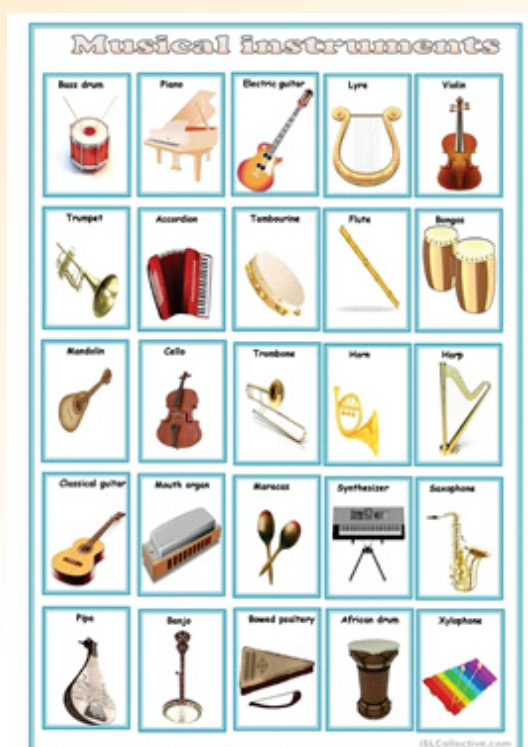 Musical instruments
Bass drum Piano Electric guitar Lyre Violin
Trumpet Accordion Tambourine Flute Bongos
Mandolin Cello Trombone Horn Harp
Classical guitar Mouth organ Maracas Synthesizer Saxophone
Pipa Banjo Bowed psaltery African drum Xylophone
iSLCollective.com